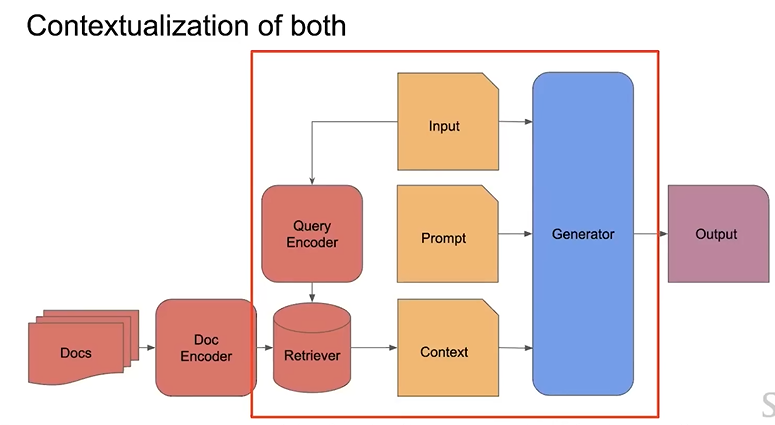 Contextualization of both
Input
Query
Encoder
Prompt
Generator
Output
Docs
Doc
Encoder
Retriever
Context
S